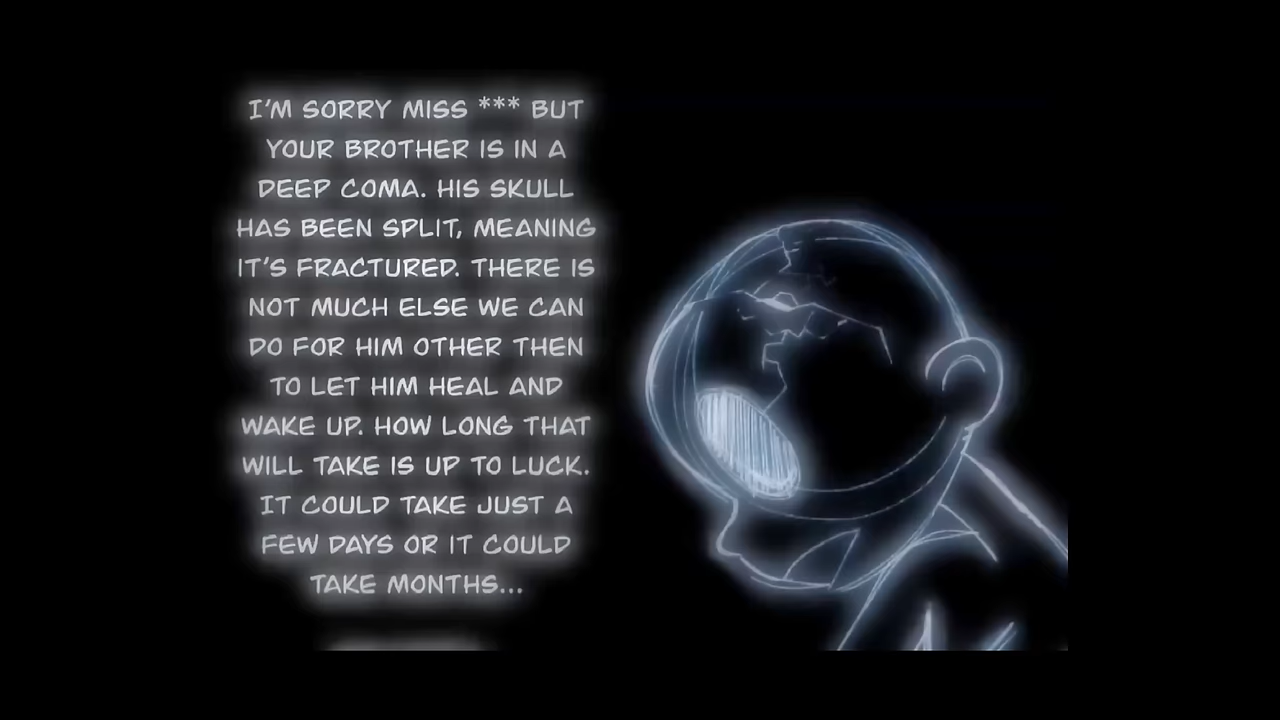 I'M SORRY MISS *** BUT
YOUR BROTHER IS IN A
DEEP COMA. HIS SKULL
HAS BEEN SPLIT, MEANING
IT'S FRACTURED. THERE IS
NOT MUCH ELSE WE CAN
DO FOR HIM OTHER THEN
TO LET HIM HEAL AND
WAKE UP. HOW LONG THAT
WILL TAKE IS UP TO LUCK.
IT COULD TAKE JUST A
FEW DAYS OR IT COULD
TAKE MONTHS...